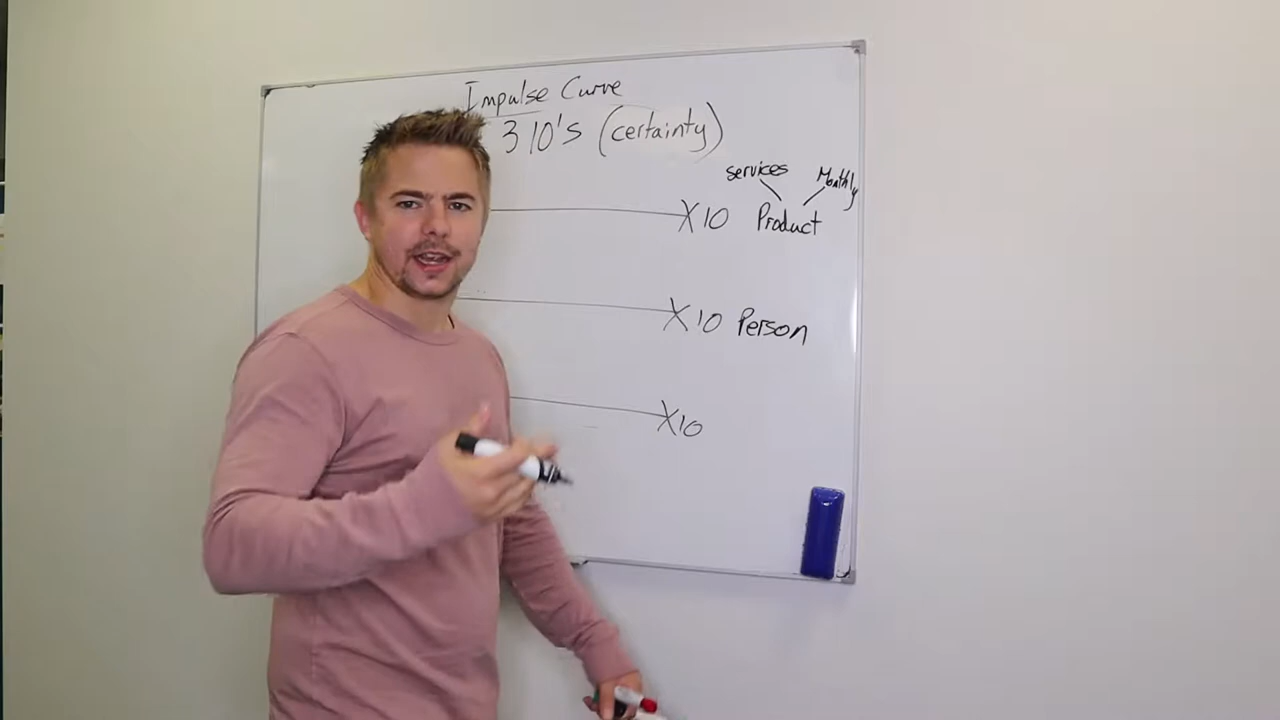 Impulse Curve
3 10's (certainty)
services Monthly
X10 Product
X10 Person
X10